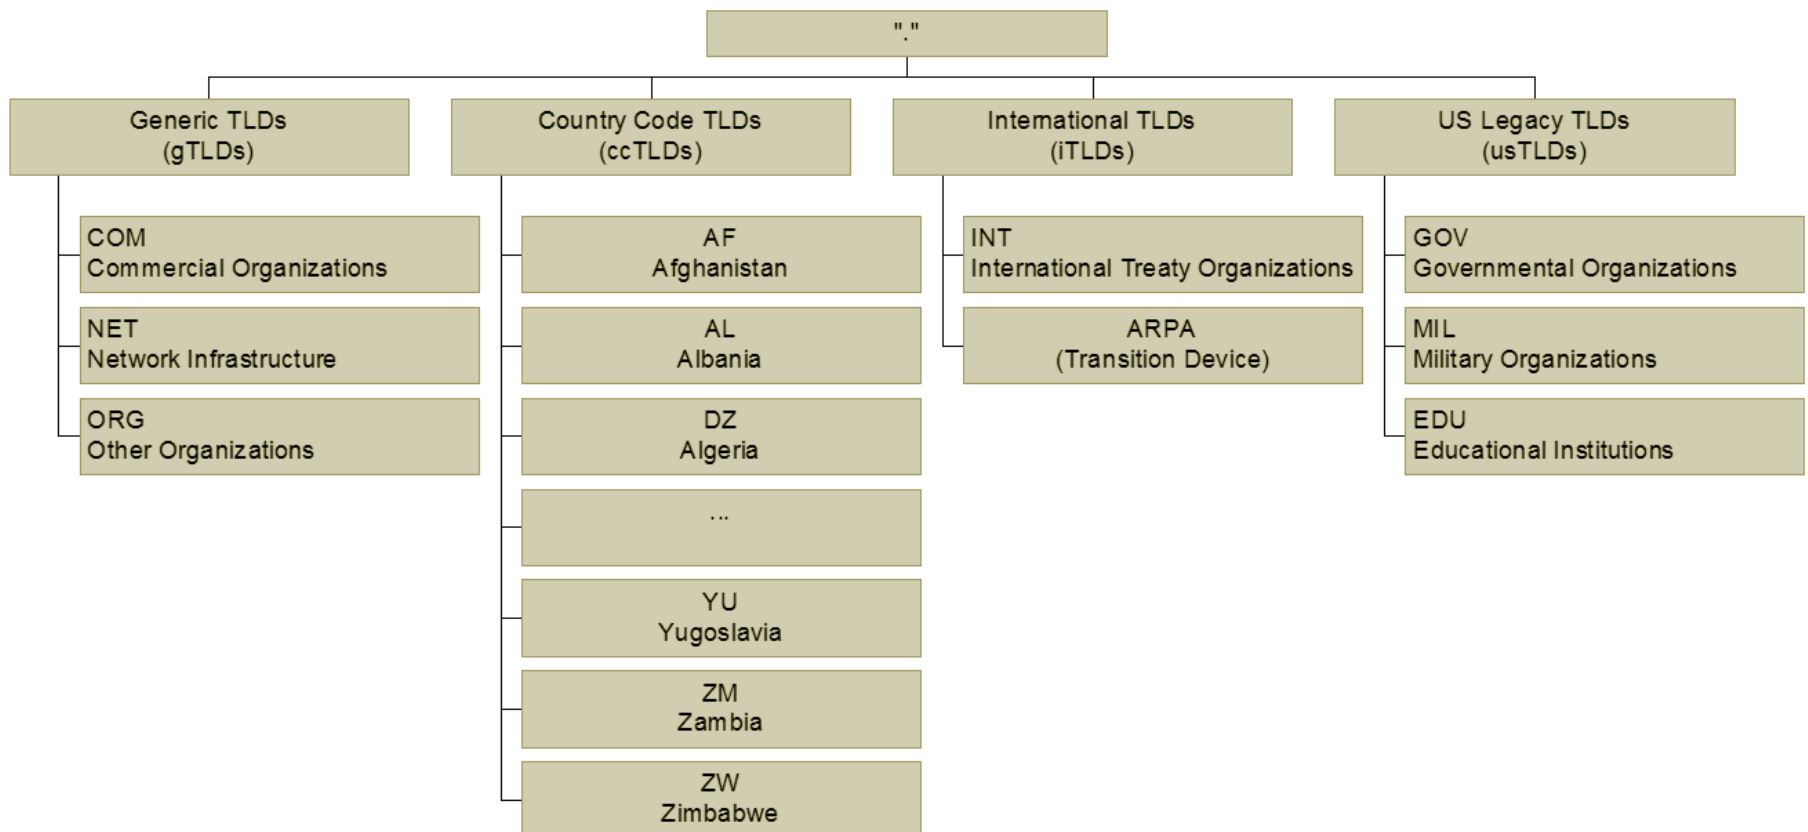 "."
Generic TLDs
(gTLDs)
COM
Commercial Organizations
NET
Network Infrastructure
ORG
Other Organizations
Country Code TLDs
(ccTLDs)
AF
Afghanistan
AL
Albania
DZ
Algeria
...
YU
Yugoslavia
ZM
Zambia
ZW
Zimbabwe
International TLDs
(iTLDs)
INT
International Treaty Organizations
ARPA
(Transition Device)
US Legacy TLDs
(usTLDs)
GOV
Governmental Organizations
MIL
Military Organizations
EDU
Educational Institutions